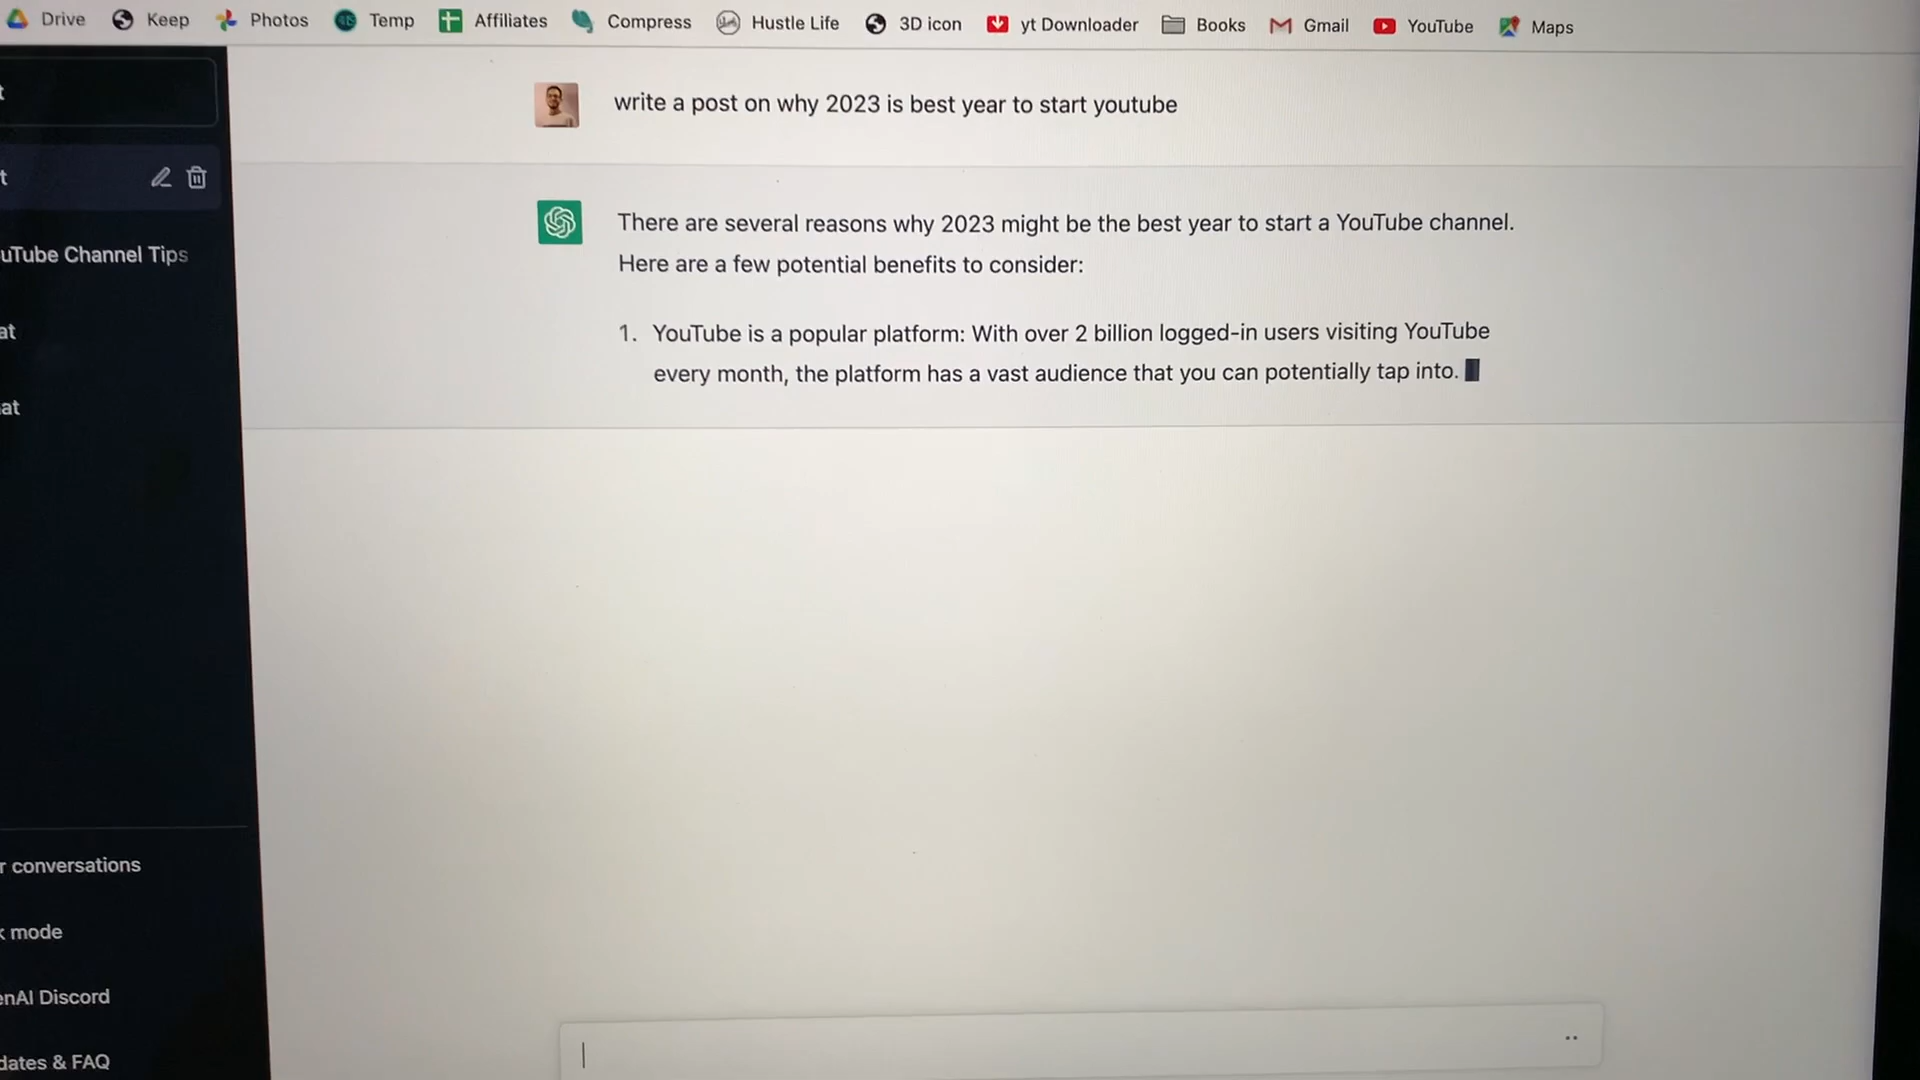 Drive Keep Photos Temp Affiliates Compress Hustle Life 3D icon yt Downloader Books Gmail YouTube Maps
t
write a post on why 2023 is best year to start youtube
t
There are several reasons why 2023 might be the best year to start a YouTube channel.
Here are a few potential benefits to consider:
uTube Channel Tips
1. YouTube is a popular platform: With over 2 billion logged-in users visiting YouTube
every month, the platform has a vast audience that you can potentially tap into.
at
at
r conversations
k mode
enAI Discord
dates & FAQ